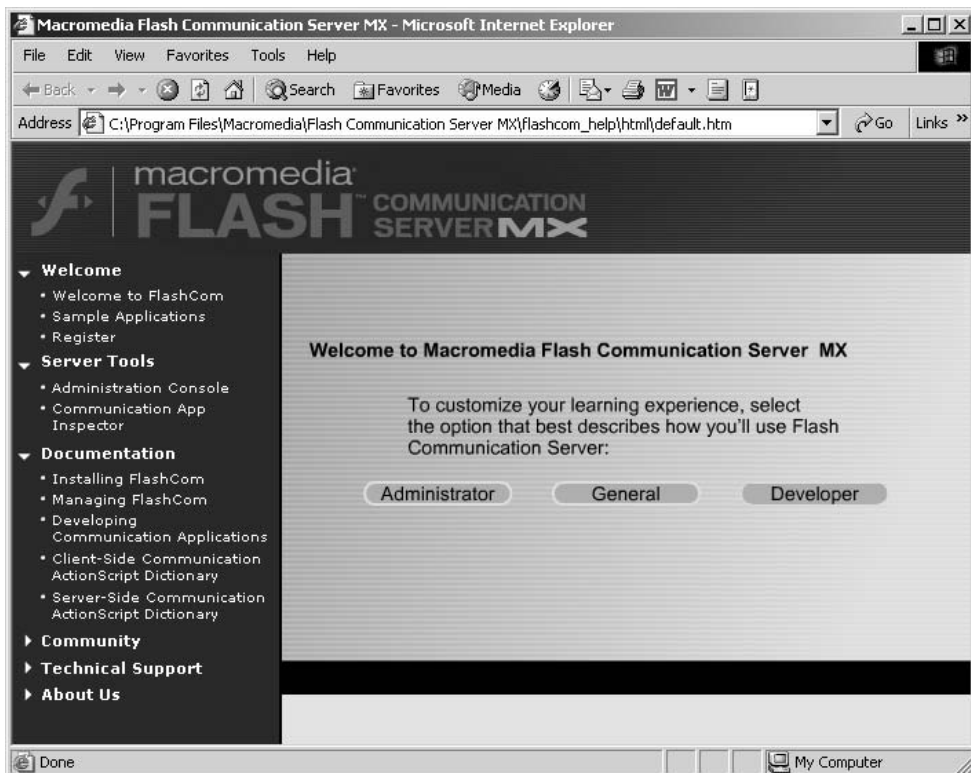 Macromedia Flash Communication Server MX - Microsoft Internet Explorer
File Edit View Favorites Tools Help
Back Search Favorites Media
Address C:\Program Files\Macromedia\Flash Communication Server MX\flashcom_help\html\default.htm Go Links »
macromedia
FLASH™ COMMUNICATION
SERVER MX
Welcome
• Welcome to FlashCom
• Sample Applications
• Register
Server Tools
• Administration Console
• Communication App
Inspector
Documentation
• Installing FlashCom
• Managing FlashCom
• Developing
Communication Applications
• Client-Side Communication
ActionScript Dictionary
• Server-Side Communication
ActionScript Dictionary
Community
Technical Support
About Us
Welcome to Macromedia Flash Communication Server MX
To customize your learning experience, select
the option that best describes how you'll use Flash
Communication Server:
Administrator General Developer
Done My Computer